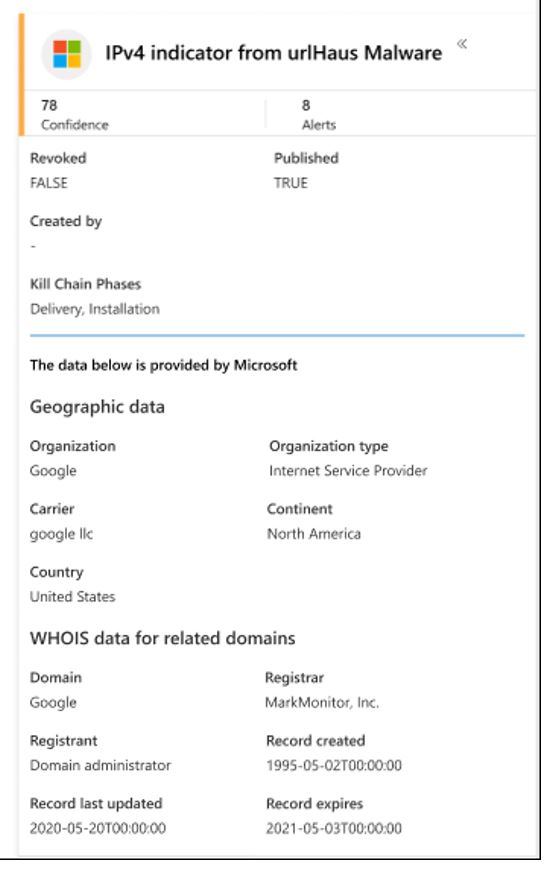 IPv4 indicator from urlHaus Malware «
78 8
Confidence Alerts
Revoked Published
FALSE TRUE
Created by
-
Kill Chain Phases
Delivery, Installation
The data below is provided by Microsoft
Geographic data
Organization Organization type
Google Internet Service Provider
Carrier Continent
google llc North America
Country
United States
WHOIS data for related domains
Domain Registrar
Google MarkMonitor, Inc.
Registrant Record created
Domain administrator 1995-05-02T00:00:00
Record last updated Record expires
2020-05-20T00:00:00 2021-05-03T00:00:00